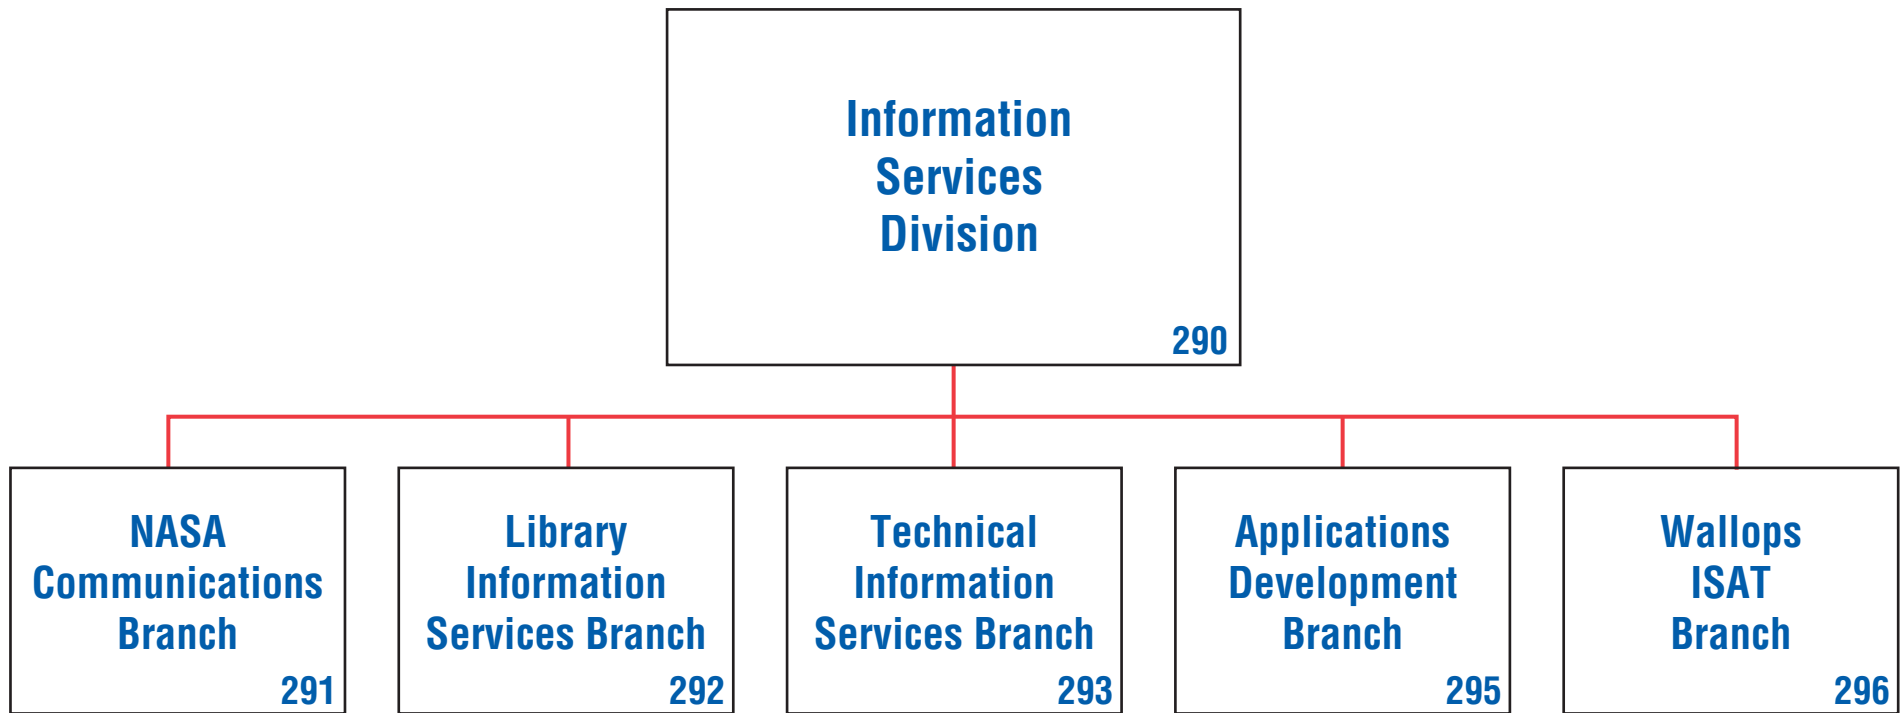 Information
Services
Division
290
NASA
Communications
Branch
291
Library
Information
Services Branch
292
Technical
Information
Services Branch
293
Applications
Development
Branch
295
Wallops
ISAT
Branch
296